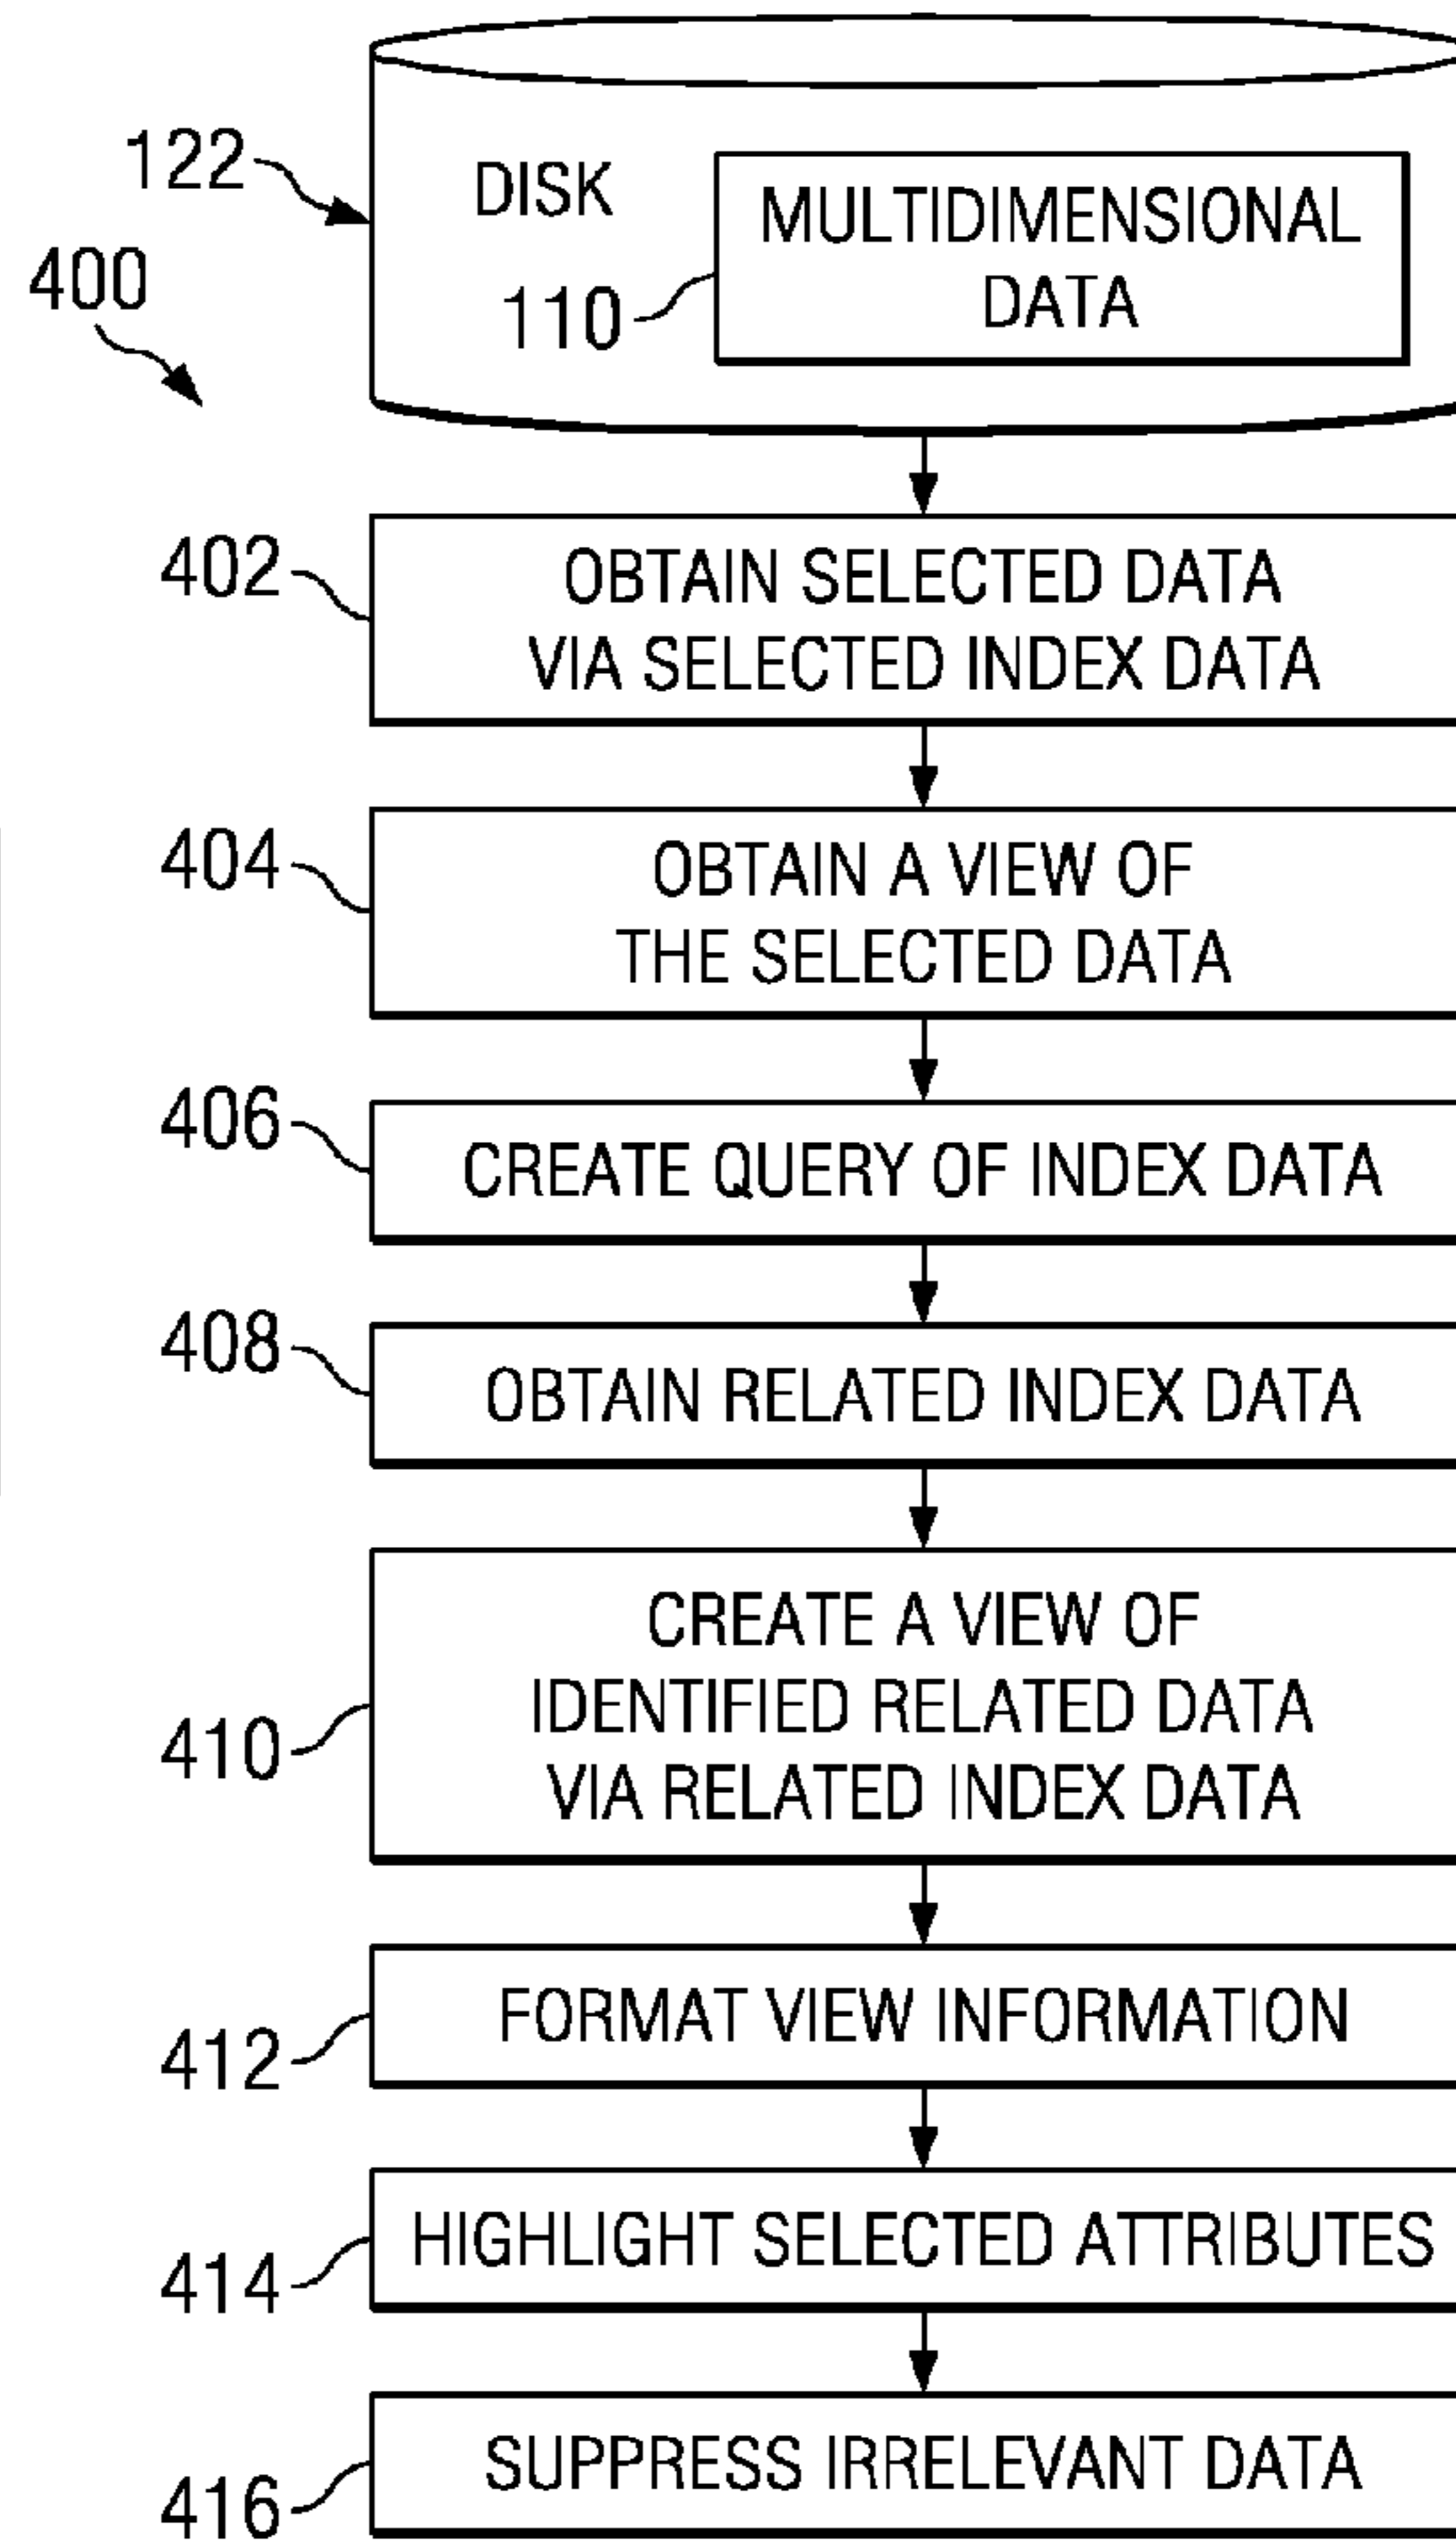 122
DISK
MULTIDIMENSIONAL
DATA
110
400
402
OBTAIN SELECTED DATA
VIA SELECTED INDEX DATA
404
OBTAIN A VIEW OF
THE SELECTED DATA
406
CREATE QUERY OF INDEX DATA
408
OBTAIN RELATED INDEX DATA
410
CREATE A VIEW OF
IDENTIFIED RELATED DATA
VIA RELATED INDEX DATA
412
FORMAT VIEW INFORMATION
414
HIGHLIGHT SELECTED ATTRIBUTES
416
SUPPRESS IRRELEVANT DATA